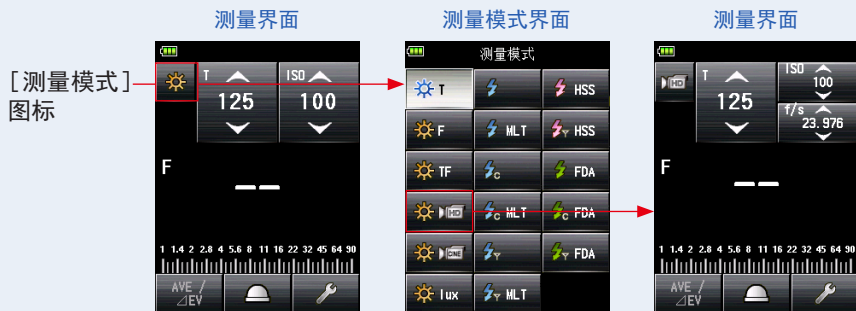 测量界面
测量模式界面
测量界面
[测量模式]
图标
T
125
ISO
100
F
1 1.4 2 2.8 4 5.6 8 11 16 22 32 45 64 90
AVE /
⊿EV
测量模式
T
HSS
F
MLT
HSS
TF
C
FDA
HD
C MLT
C FDA
CINE
FDA
lux
MLT
HD
T
125
ISO
100
f/s
23.976
F
1 1.4 2 2.8 4 5.6 8 11 16 22 32 45 64 90
AVE /
⊿EV